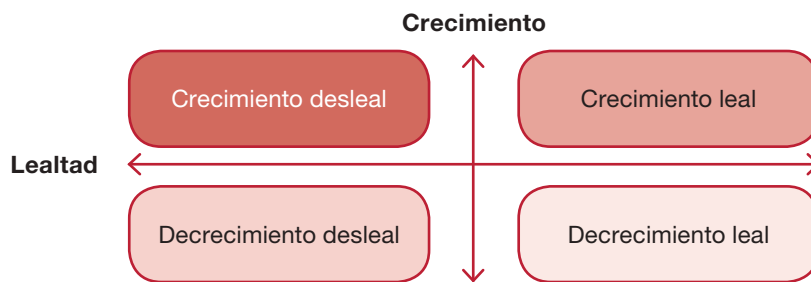 Crecimiento
Crecimiento desleal
Crecimiento leal
Lealtad
Decrecimiento desleal
Decrecimiento leal